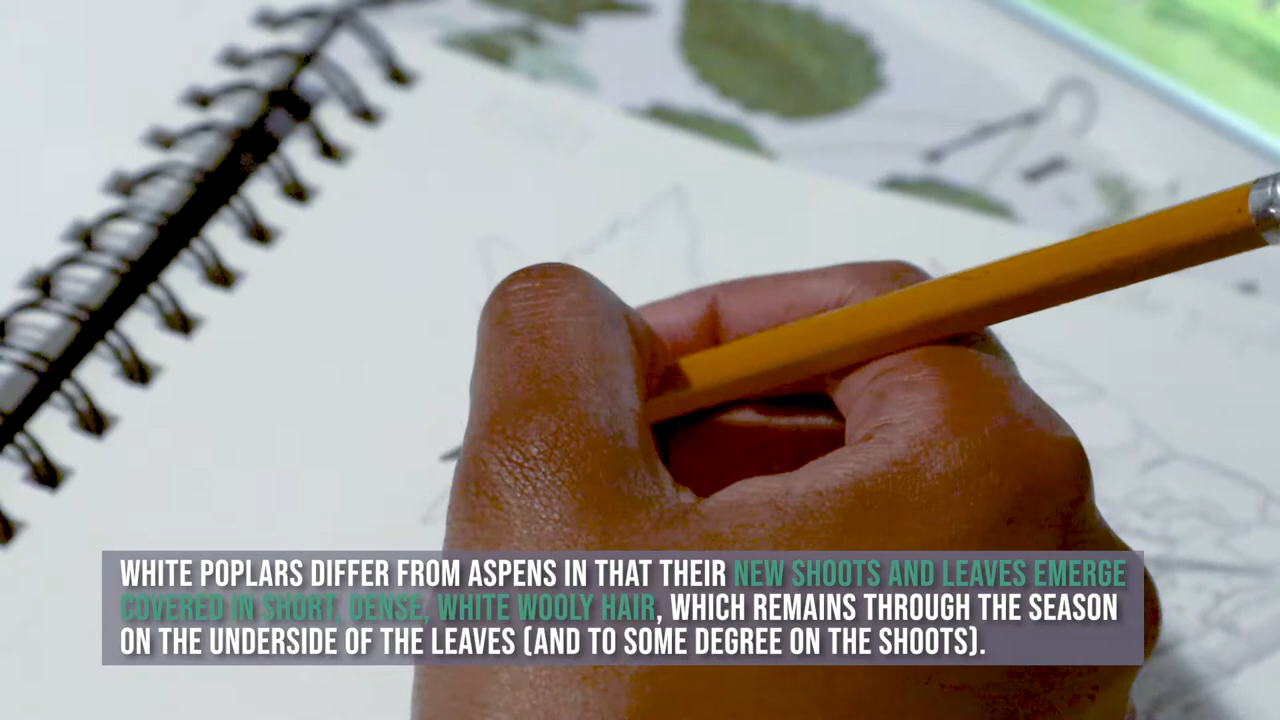 WHITE POPLARS DIFFER FROM ASPENS IN THAT THEIR NEW SHOOTS AND LEAVES EMERGE
COVERED IN SHORT, DENSE, WHITE WOOLY HAIR, WHICH REMAINS THROUGH THE SEASON
ON THE UNDERSIDE OF THE LEAVES (AND TO SOME DEGREE ON THE SHOOTS).